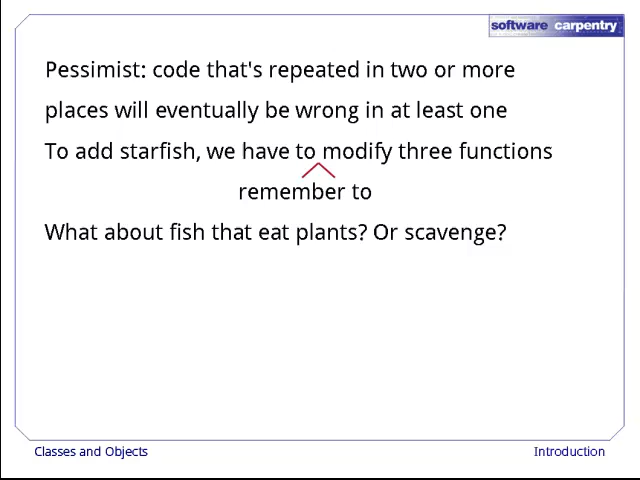 software carpentry
Pessimist: code that's repeated in two or more
places will eventually be wrong in at least one
To add starfish, we have to modify three functions
remember to
What about fish that eat plants? Or scavenge?
Classes and Objects
Introduction